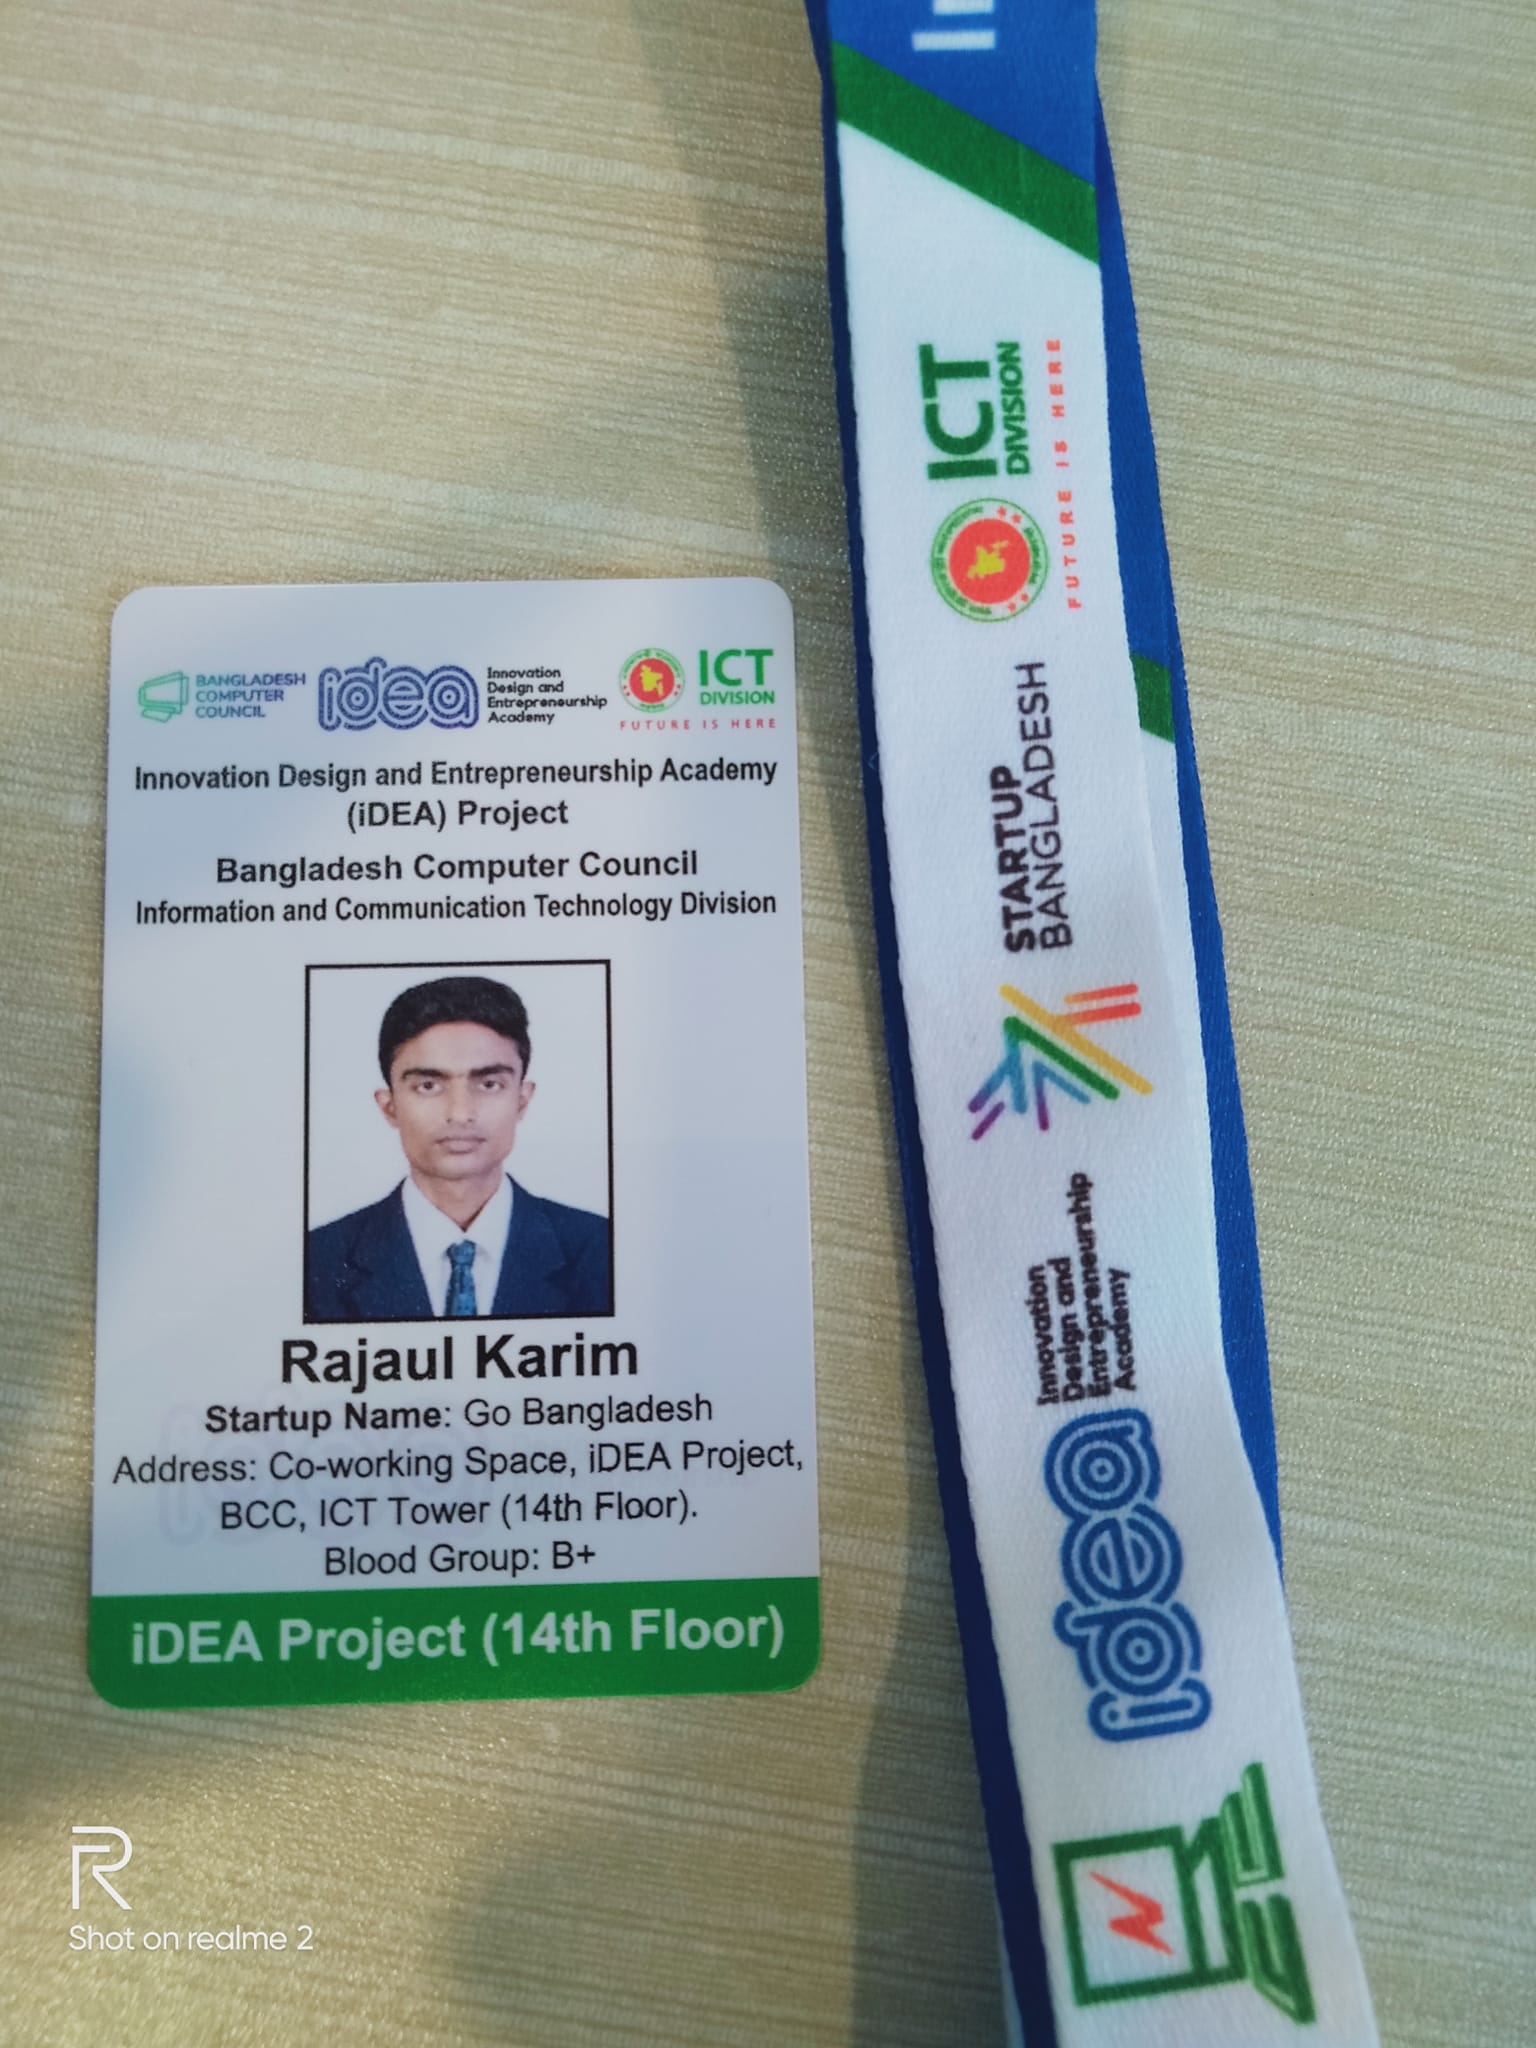 BANGLADESH
COMPUTER
COUNCIL
idea
Innovation
Design and
Entrepreneurship
Academy
ICT
DIVISION
FUTURE IS HERE
Innovation Design and Entrepreneurship Academy
(iDEA) Project
Bangladesh Computer Council
Information and Communication Technology Division
Rajaul Karim
Startup Name: Go Bangladesh
Address: Co-working Space, iDEA Project,
BCC, ICT Tower (14th Floor).
Blood Group: B+
iDEA Project (14th Floor)
ICT
DIVISION
FUTURE IS HERE
STARTUP
BANGLADESH
idea
Innovation
Design and
Entrepreneurship
Academy
R
Shot on realme 2